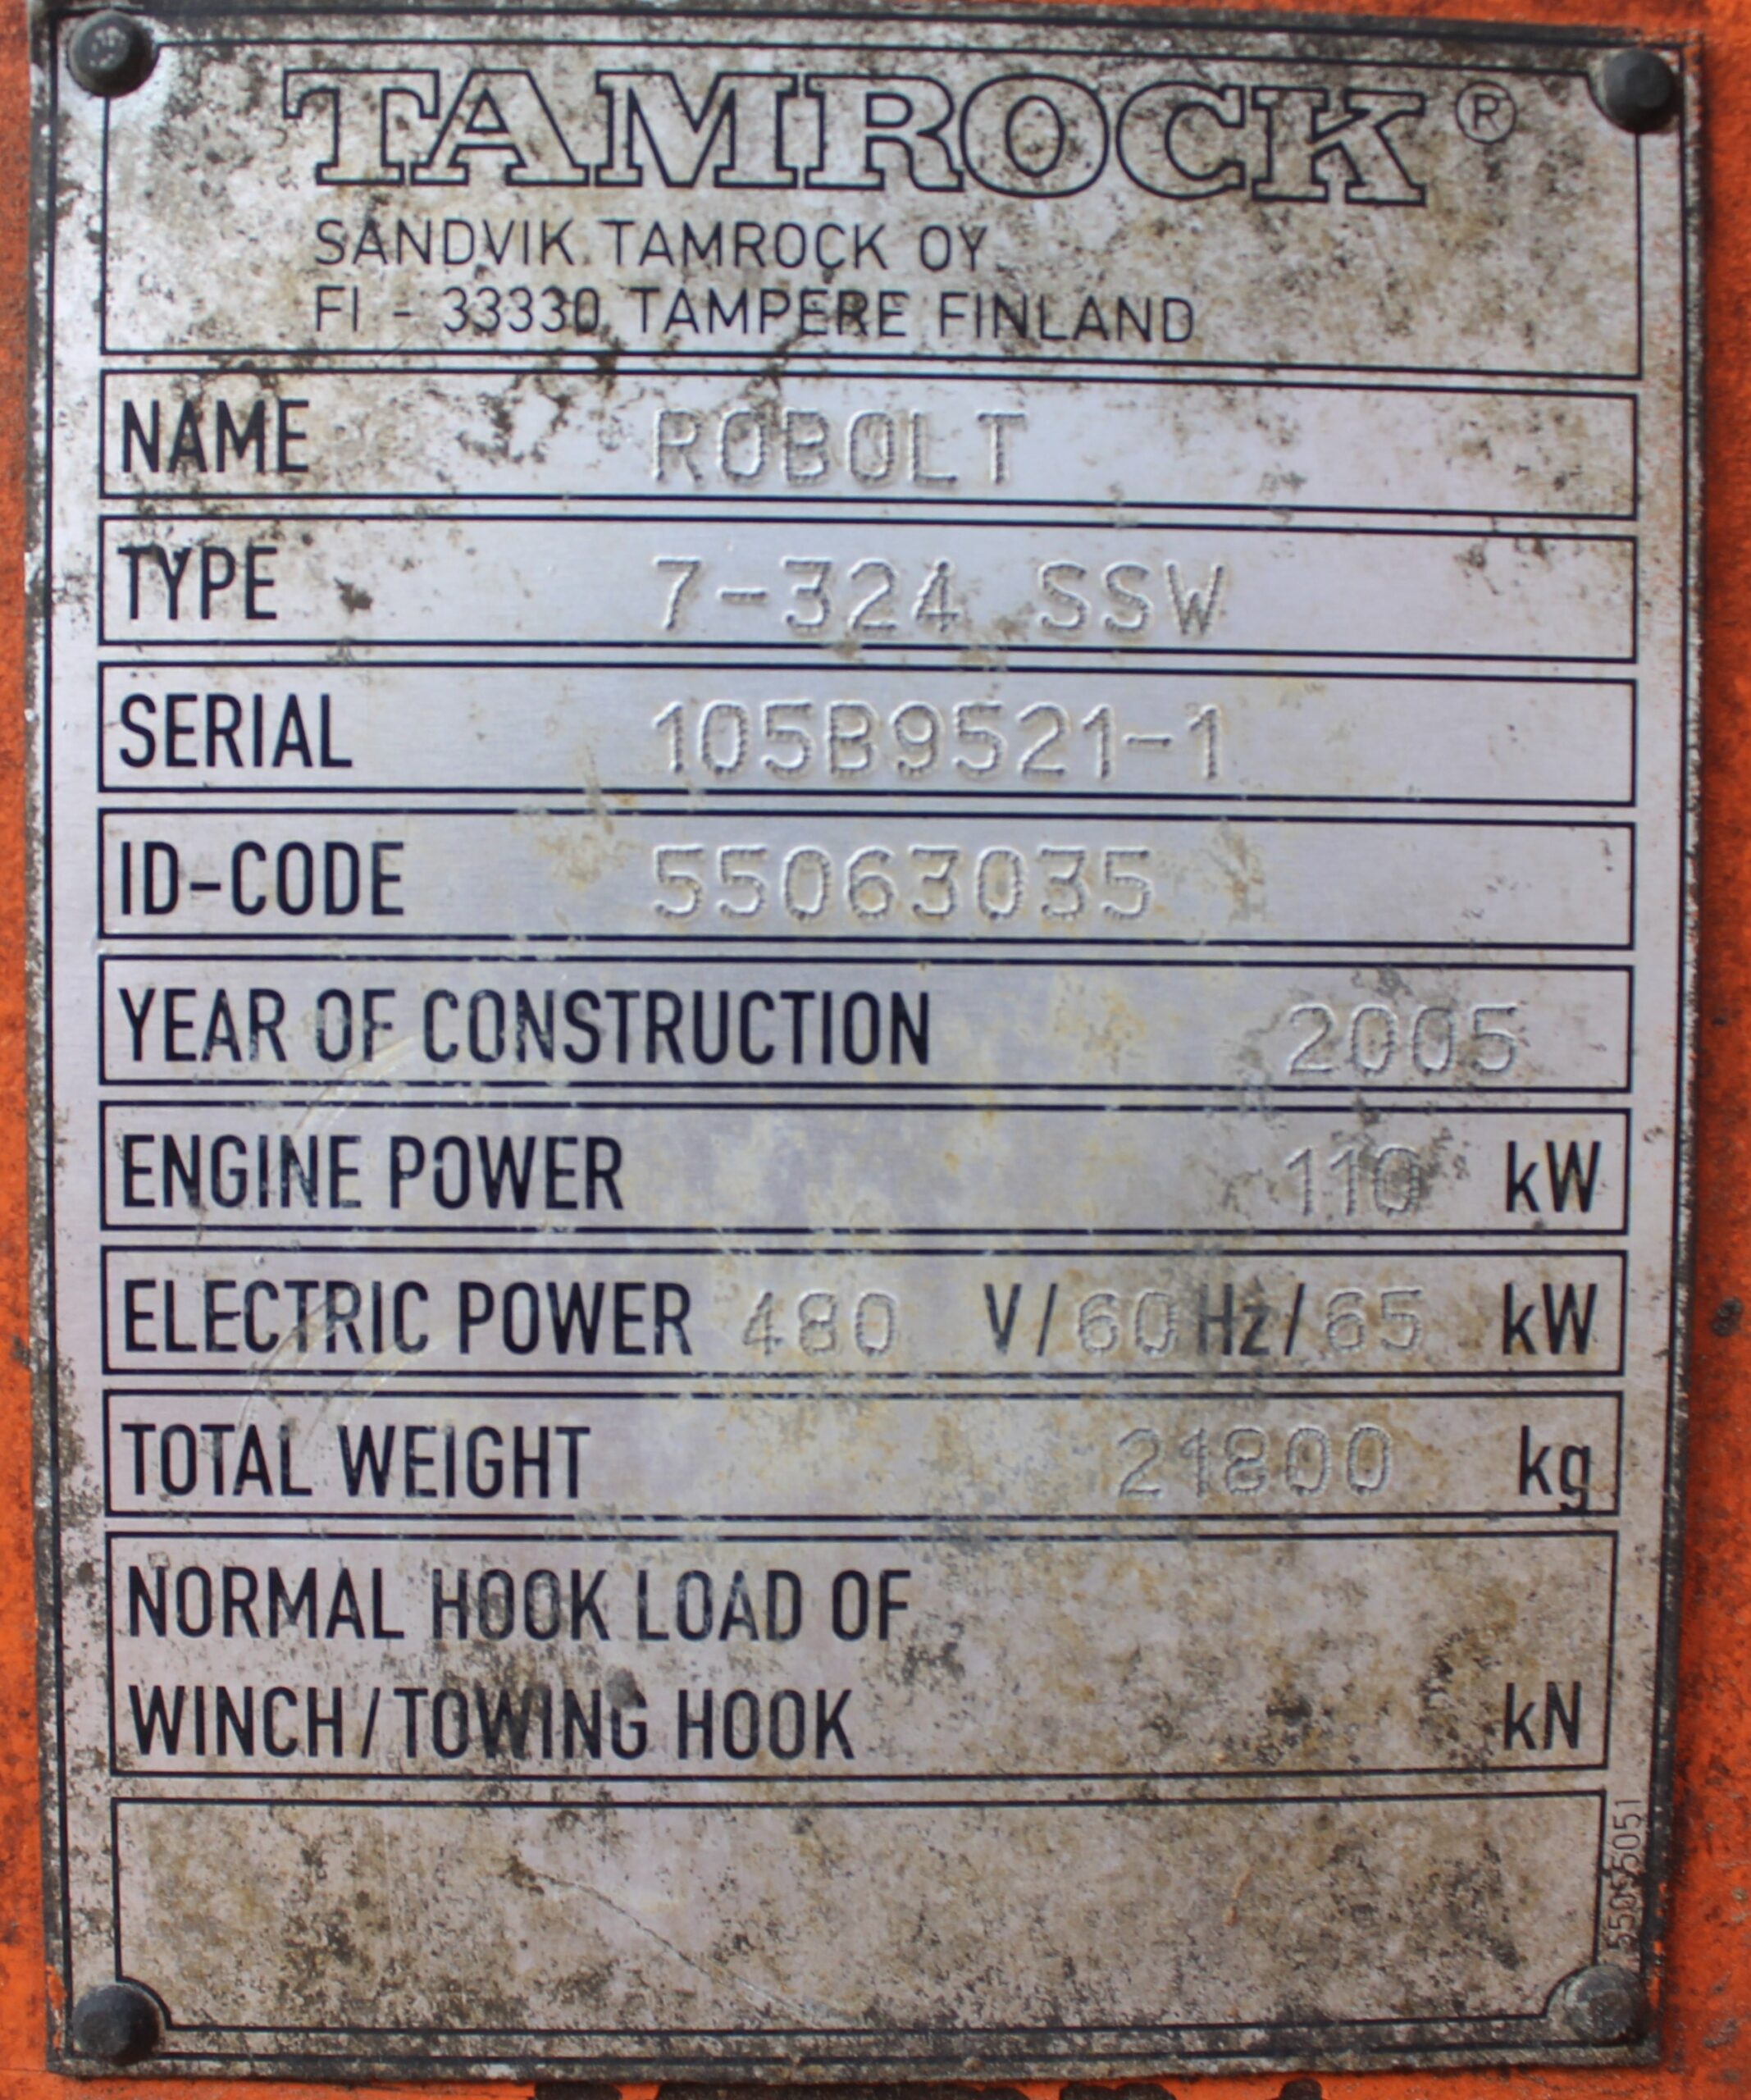 TAMROCK®
SANDVIK TAMROCK OY
FI - 33330 TAMPERE FINLAND
NAME ROBOLT
TYPE 7-324 SSW
SERIAL 105B9521-1
ID-CODE 55063035
YEAR OF CONSTRUCTION 2005
ENGINE POWER 110 kW
ELECTRIC POWER 480 V/60Hz/65 kW
TOTAL WEIGHT 21800 kg
NORMAL HOOK LOAD OF
WINCH/TOWING HOOK kN